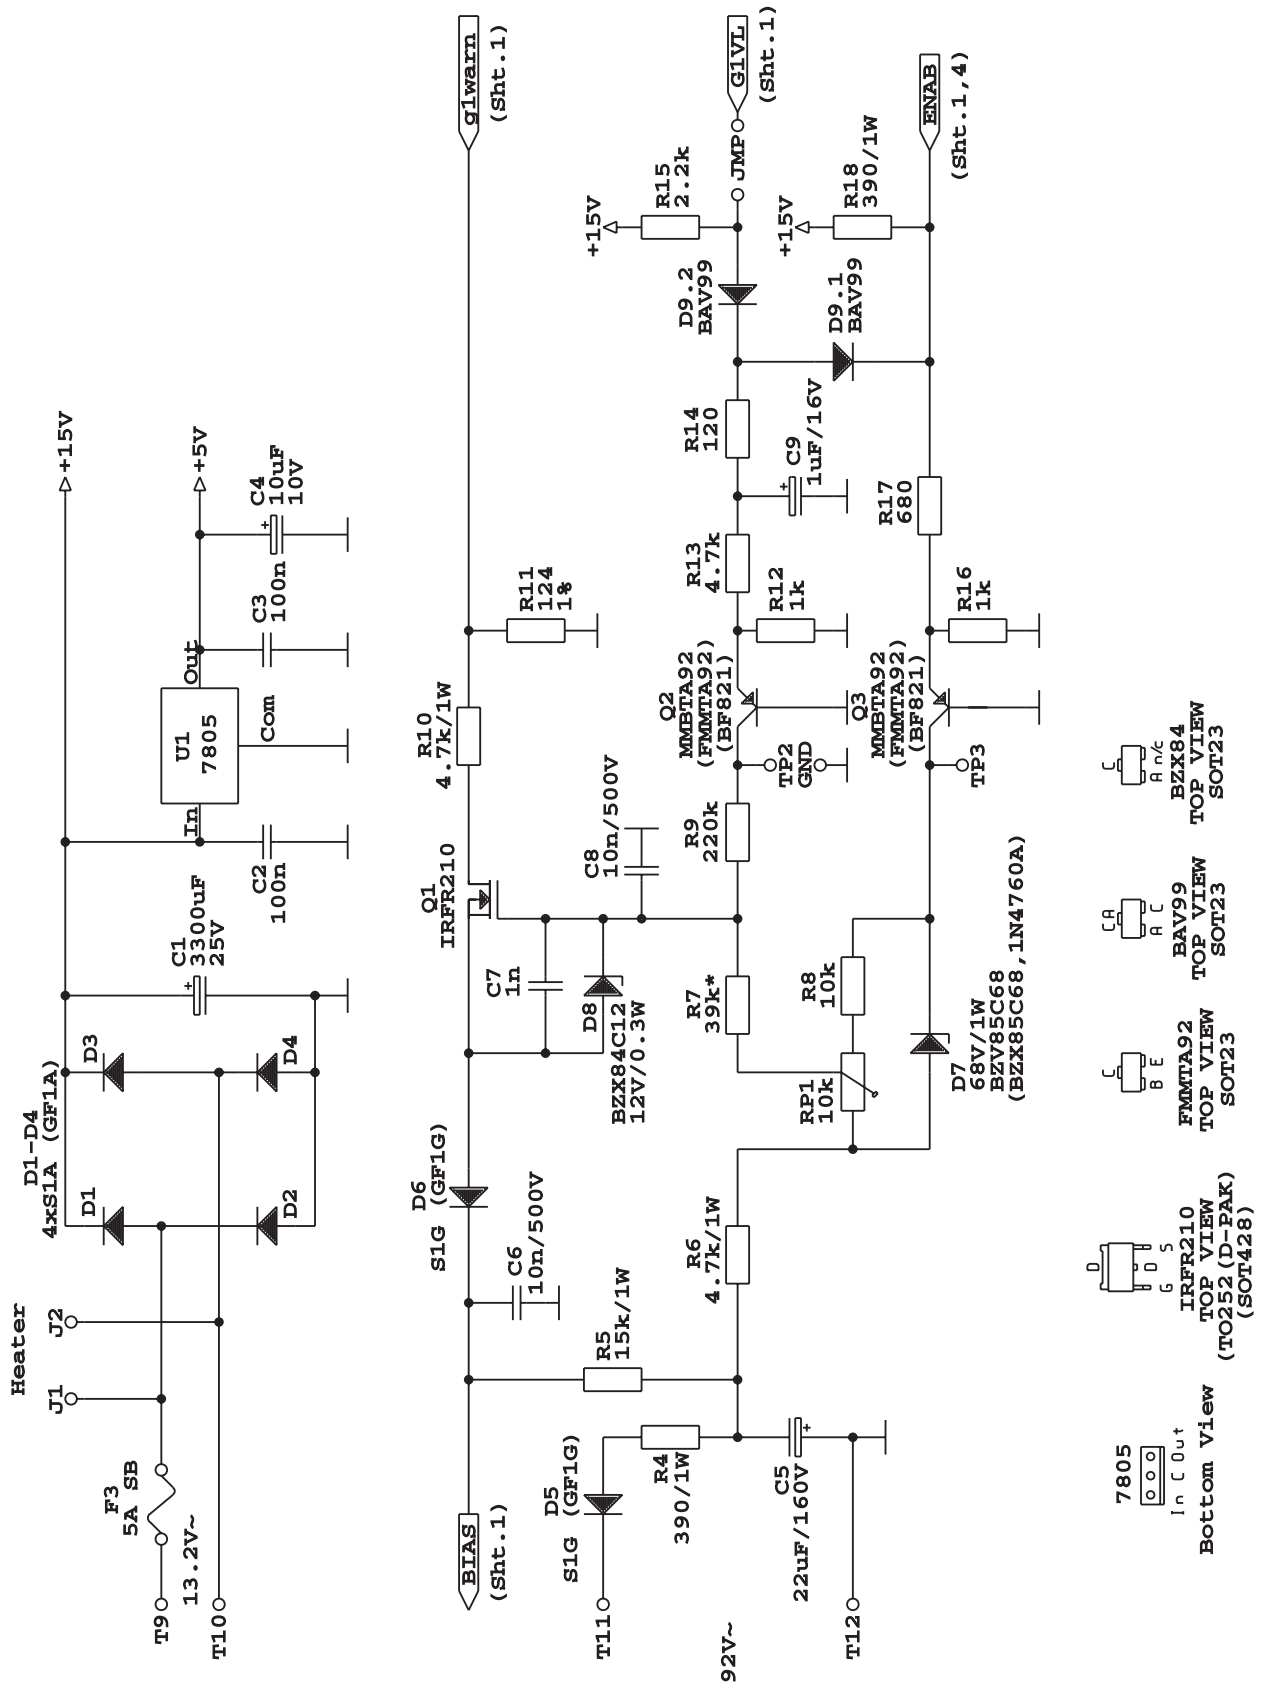 Heater
J1
J2
F3
5A SB
T9
13.2V~
T10
D1-D4
4xS1A (GF1A)
D1
D2
D3
D4
C1
3300uF
25V
C2
100n
In
U1
7805
Com
Out
C3
100n
C4
10uF
10V
+15V
+5V
BIAS
(Sht.1)
D6
(GF1G)
S1G
C6
10n/500V
C7
1n
D8
BZX84C12
12V/0.3W
Q1
IRFR210
C8
10n/500V
R10
4.7k/1W
R11
124
1%
g1warn
(Sht.1)
T11
92V~
T12
D5
S1G (GF1G)
R4
390/1W
R5
15k/1W
C5
22uF/160V
R6
4.7k/1W
R7
39k*
RP1
10k
R8
10k
D7
68V/1W
BZV85C68
(BZX85C68,1N4760A)
R9
220k
TP2
GND
TP3
Q2
MMBTA92
(FMMTA92)
(BF821)
Q3
MMBTA92
(FMMTA92)
(BF821)
R12
1k
R13
4.7k
C9
1uF/16V
R14
120
D9.2
BAV99
D9.1
BAV99
R15
2.2k
+15V
JMP
G1VL
(Sht.1)
R16
1k
R17
680
R18
390/1W
+15V
ENAB
(Sht.1,4)
7805
In C Out
Bottom View
D
G D S
IRFR210
TOP VIEW
(TO252(D-PAK)
(SOT428)
C
B E
FMMTA92
TOP VIEW
SOT23
CA
A C
BAV99
TOP VIEW
SOT23
C
A n/c
BZX84
TOP VIEW
SOT23